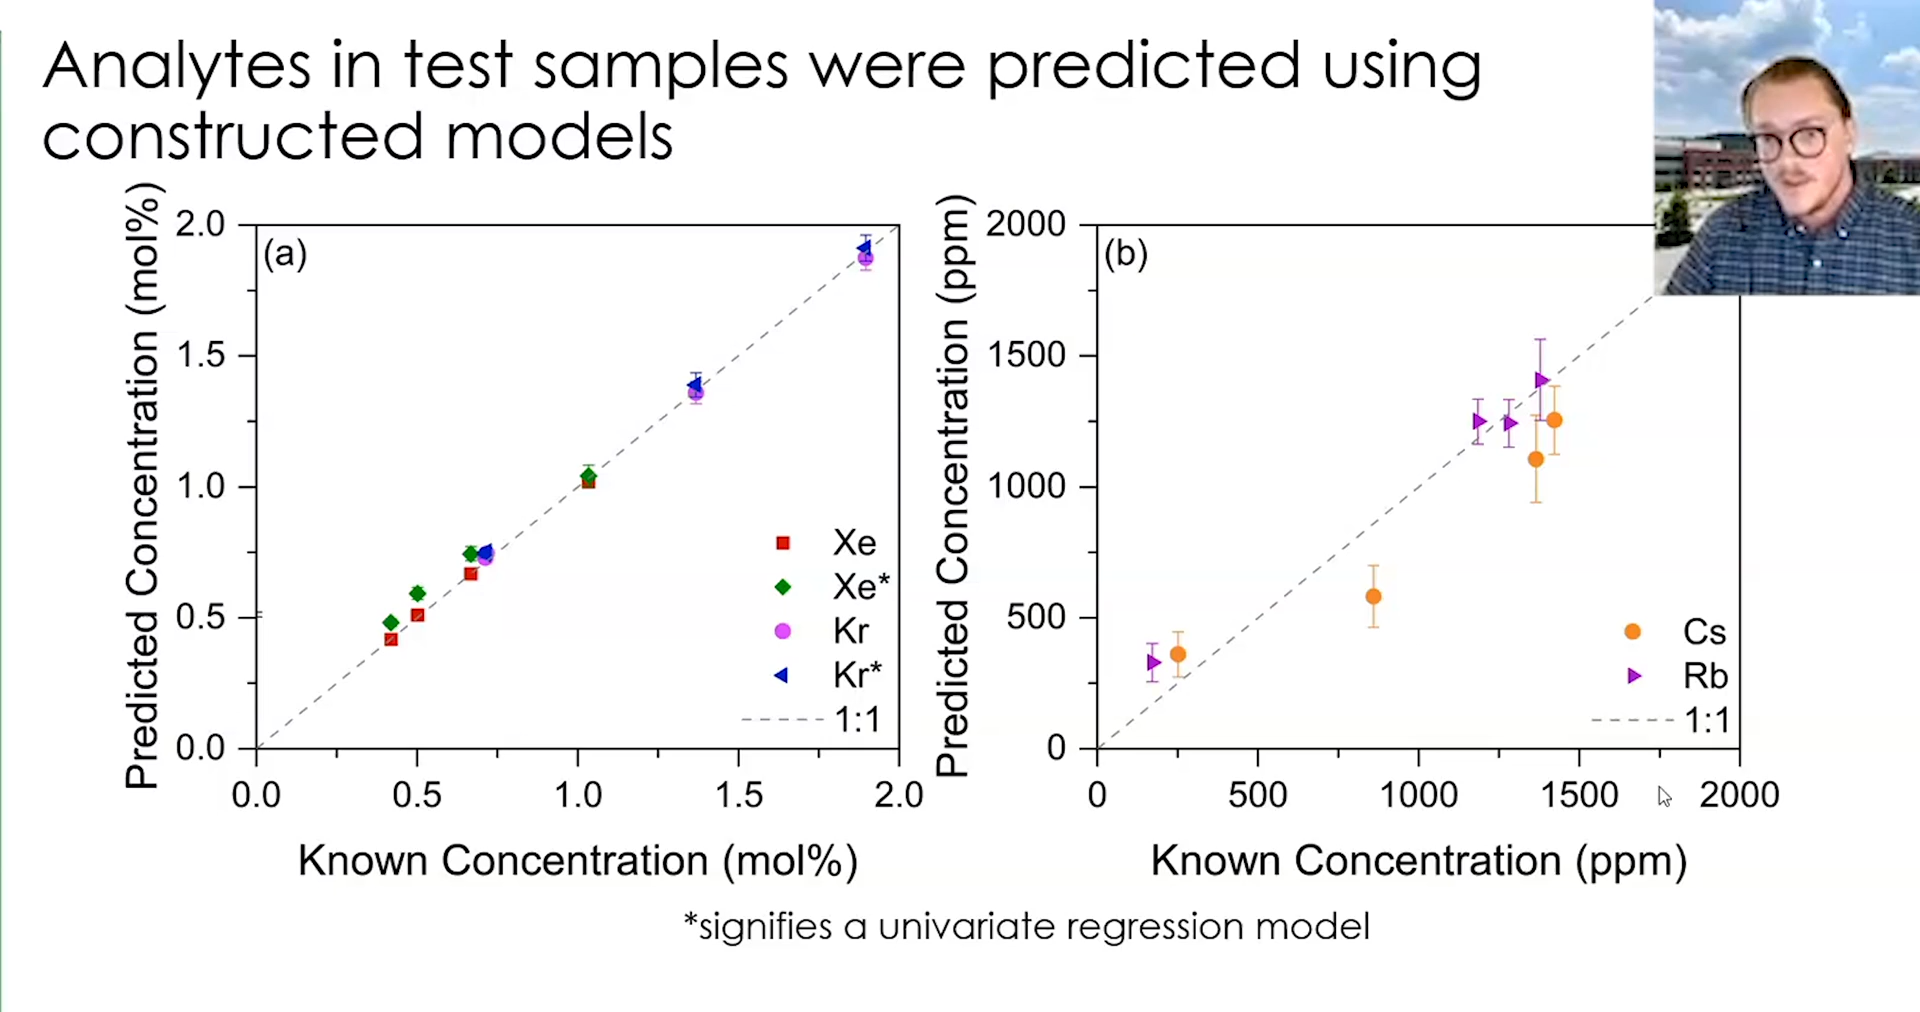 Analytes in test samples were predicted using
constructed models
Predicted Concentration (mol%)
2.0
1.5
1.0
0.5
0.0
(a)
Xe
Xe*
Kr
Kr*
1:1
0.0 0.5 1.0 1.5 2.0
Known Concentration (mol%)
Predicted Concentration (ppm)
2000
1500
1000
500
0
(b)
Cs
Rb
1:1
0 500 1000 1500 2000
Known Concentration (ppm)
*signifies a univariate regression model